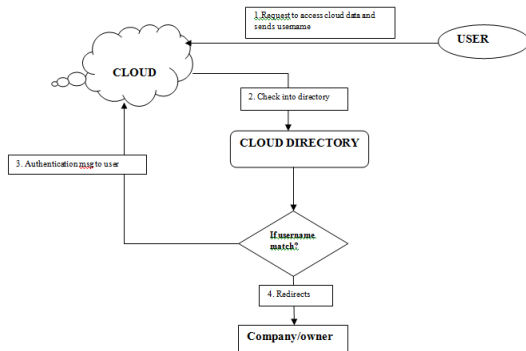 1.Request to access cloud data and
sends username
USER
CLOUD
2. Check into directory
CLOUD DIRECTORY
3. Authentication msg to user
If username
match?
4. Redirects
Company/owner